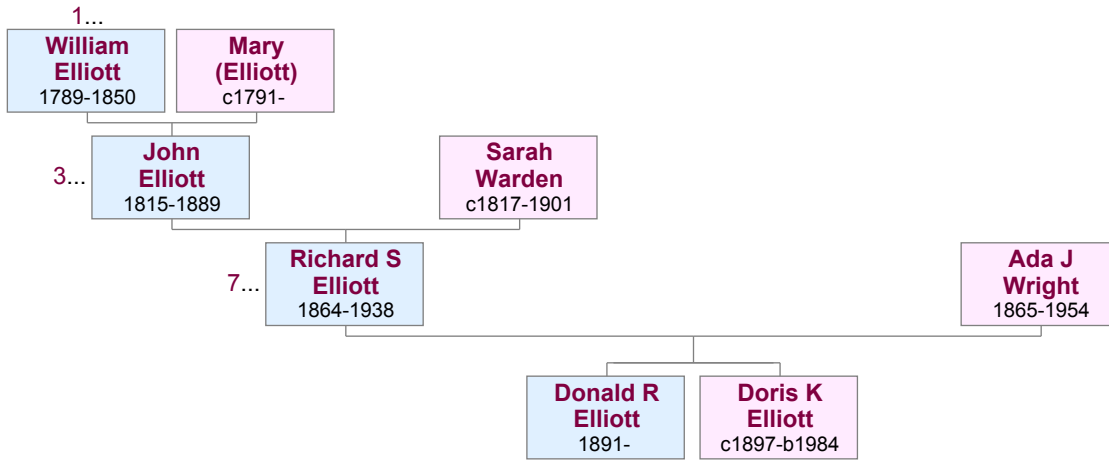 1...
William
Elliott
1789-1850
Mary
(Elliott)
c1791-
3...
John
Elliott
1815-1889
Sarah
Warden
c1817-1901
7...
Richard S
Elliott
1864-1938
Ada J
Wright
1865-1954
Donald R
Elliott
1891-
Doris K
Elliott
c1897-b1984